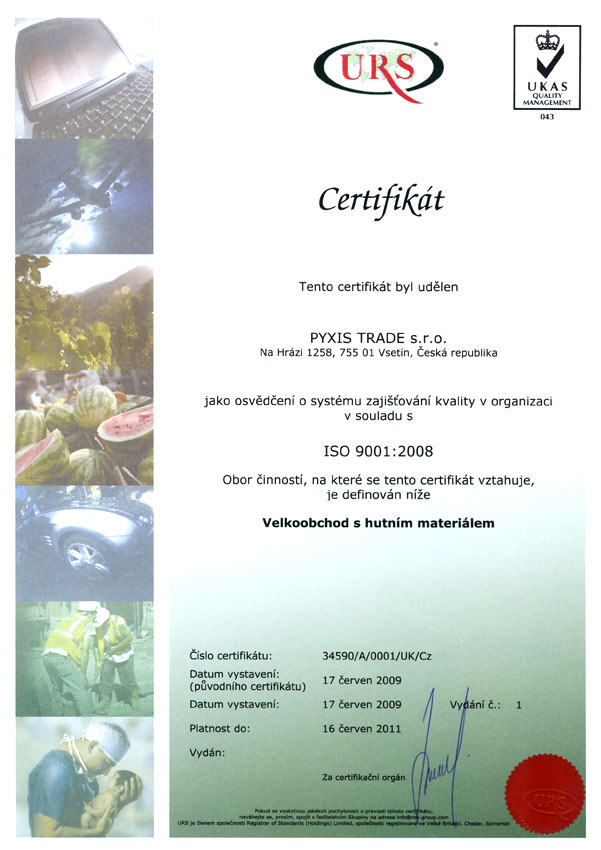 URS
®
UKAS
QUALITY
MANAGEMENT
043
Certifikát
Tento certifikát byl udělen
PYXIS TRADE s.r.o.
Na Hrázi 1258, 755 01 Vsetín, Česká republika
jako osvědčení o systému zajišťování kvality v organizaci
v souladu s
ISO 9001:2008
Obor činností, na které se tento certifikát vztahuje,
je definován níže
Velkoobchod s hutním materiálem
Číslo certifikátu: 34590/A/0001/UK/Cz
Datum vystavení:
(původního certifikátu) 17 červen 2009
Datum vystavení: 17 červen 2009 Vydání č.: 1
Platnost do: 16 červen 2011
Vydán:
Za certifikační orgán
Pokud se vyskytnou jakékoli pochybnosti o pravosti tohoto certifikátu,
neváhejte se, prosím, spojit s ředitelstvím Skupiny na adrese info@urs-group.com
URS je členem společnosti Registrar of Standards (Holdings) Limited, společnosti registrované ve Velké Británii, Chedar, Somerset
URS